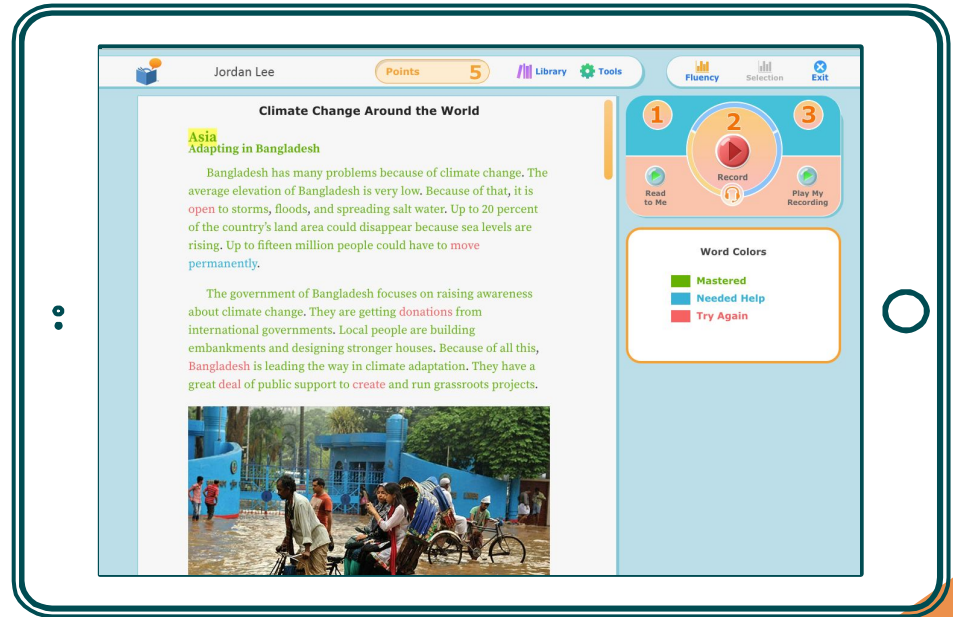 Jordan Lee
Points 5
Library
Tools
Fluency
Selection
Exit
Climate Change Around the World
Asia
Adapting in Bangladesh
Bangladesh has many problems because of climate change. The
average elevation of Bangladesh is very low. Because of that, it is
open to storms, floods, and spreading salt water. Up to 20 percent
of the country's land area could disappear because sea levels are
rising. Up to fifteen million people could have to move
permanently.
The government of Bangladesh focuses on raising awareness
about climate change. They are getting donations from
international governments. Local people are building
embankments and designing stronger houses. Because of all this,
Bangladesh is leading the way in climate adaptation. They have a
great deal of public support to create and run grassroots projects.
1
2
3
Record
Read
to Me
Play My
Recording
Word Colors
Mastered
Needed Help
Try Again